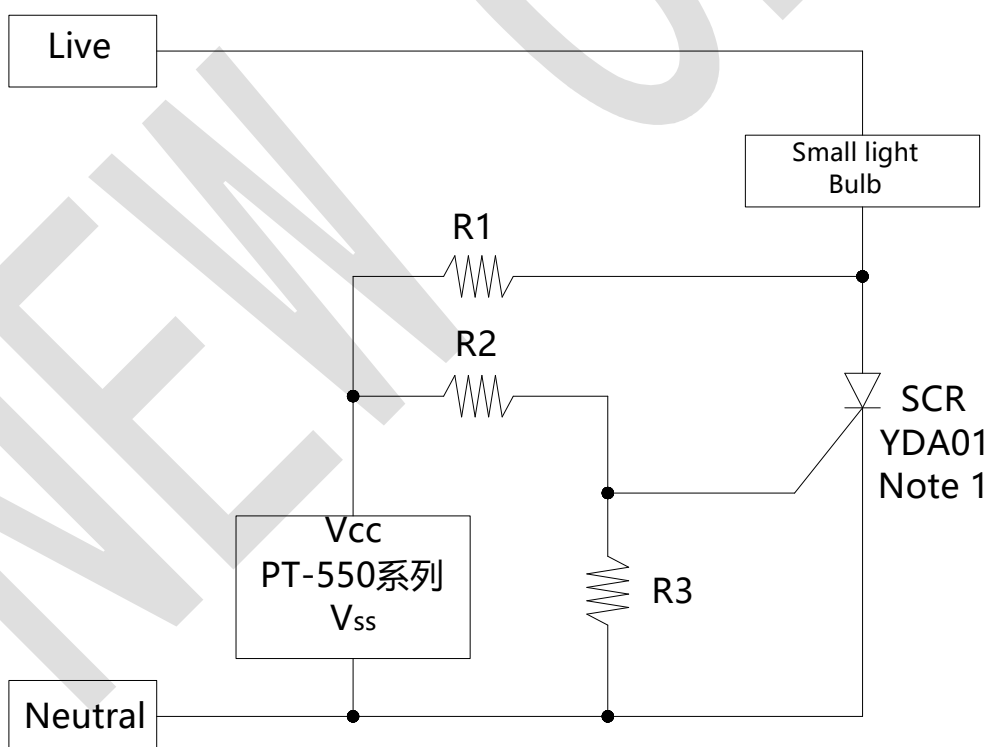 Live
Small light
Bulb
R1
R2
SCR
YDA01
Note 1
Vcc
PT-550系列
Vss
R3
Neutral